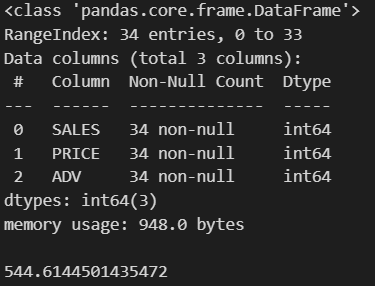 <class 'pandas.core.frame.DataFrame'>
RangeIndex: 34 entries, 0 to 33
Data columns (total 3 columns):
 #   Column  Non-Null Count  Dtype
---  ------  --------------  -----
 0   SALES   34 non-null     int64
 1   PRICE   34 non-null     int64
 2   ADV     34 non-null     int64
dtypes: int64(3)
memory usage: 948.0 bytes
544.6144501435472